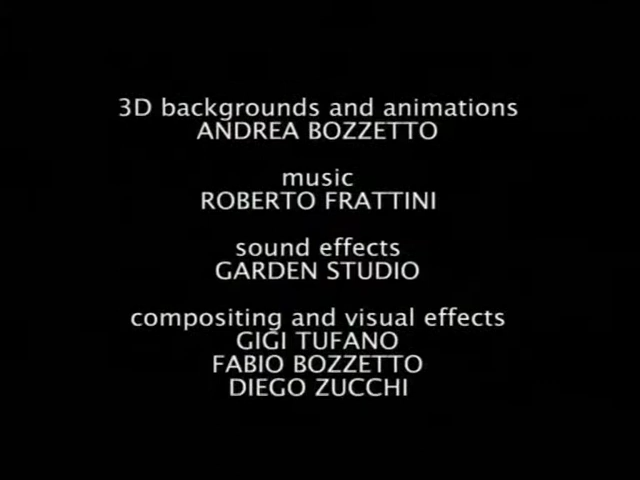 3D backgrounds and animations
ANDREA BOZZETTO
music
ROBERTO FRATTINI
sound effects
GARDEN STUDIO
compositing and visual effects
GIGI TUFANO
FABIO BOZZETTO
DIEGO ZUCCHI